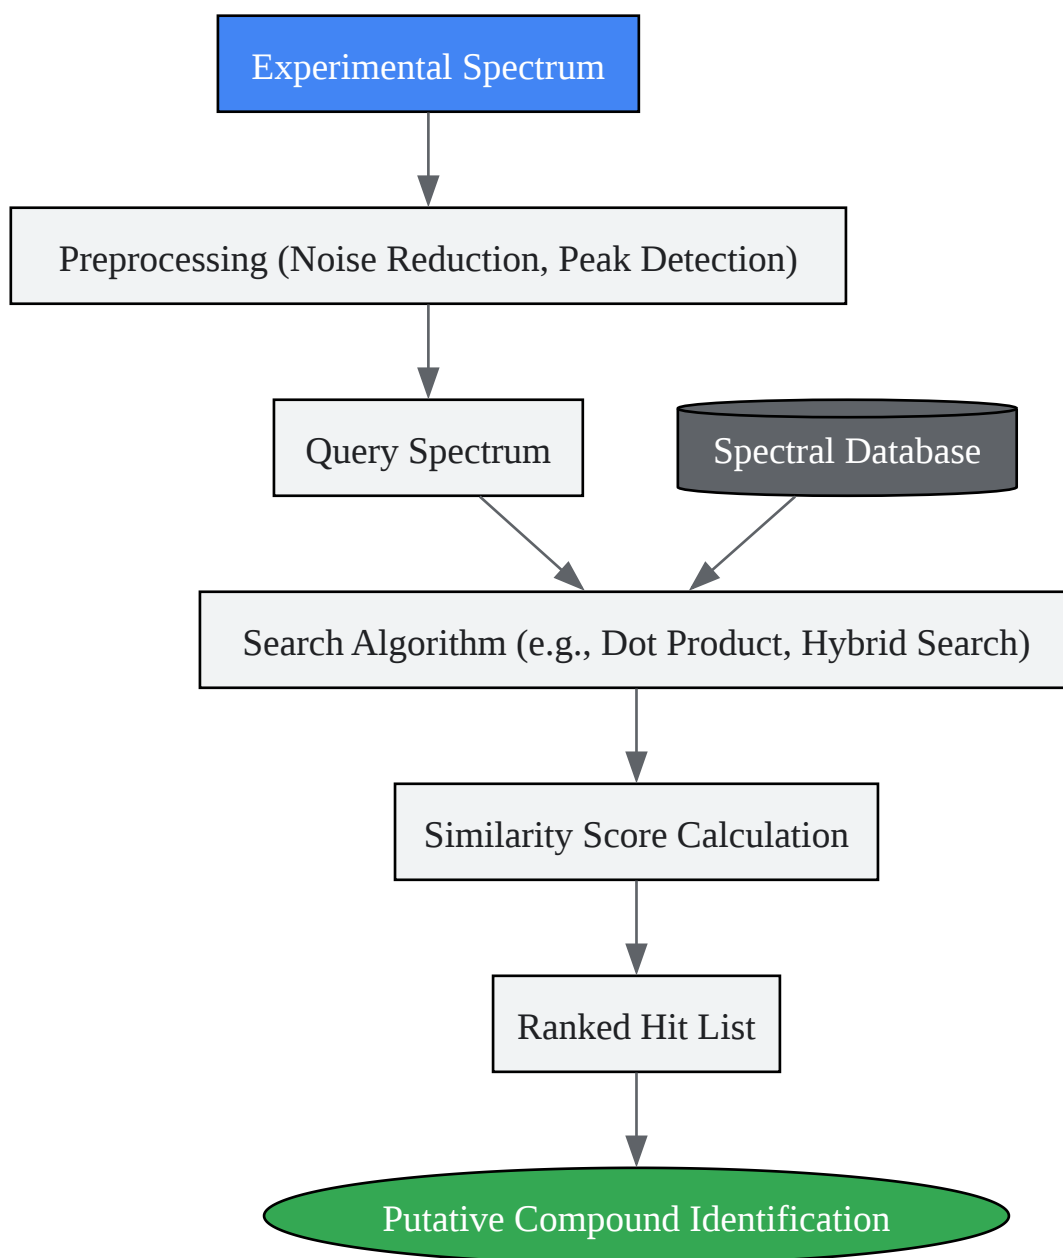 Experimental Spectrum
Preprocessing (Noise Reduction, Peak Detection)
Query Spectrum
Spectral Database
Search Algorithm (e.g., Dot Product, Hybrid Search)
Similarity Score Calculation
Ranked Hit List
Putative Compound Identification